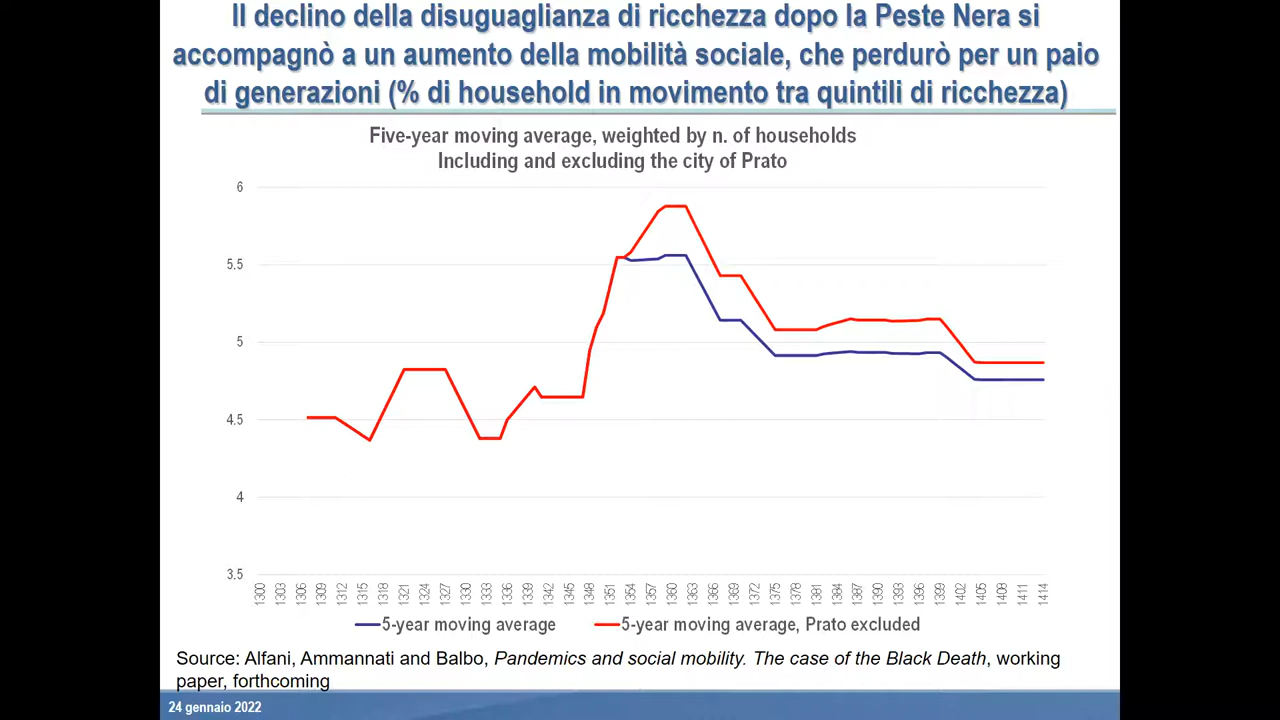 Il declino della disuguaglianza di ricchezza dopo la Peste Nera si
accompagnò a un aumento della mobilità sociale, che perdurò per un paio
di generazioni (% di household in movimento tra quintili di ricchezza)
Five-year moving average, weighted by n. of households
Including and excluding the city of Prato
6
5.5
5
4.5
4
3.5
1300 1303 1306 1309 1312 1315 1318 1321 1324 1327 1330 1333 1336 1339 1342 1345 1348 1351 1354 1357 1360 1363 1366 1369 1372 1375 1378 1381 1384 1387 1390 1393 1396 1399 1402 1405 1408 1411 1414
5-year moving average 5-year moving average, Prato excluded
Source: Alfani, Ammannati and Balbo, Pandemics and social mobility. The case of the Black Death, working
paper, forthcoming
24 gennaio 2022